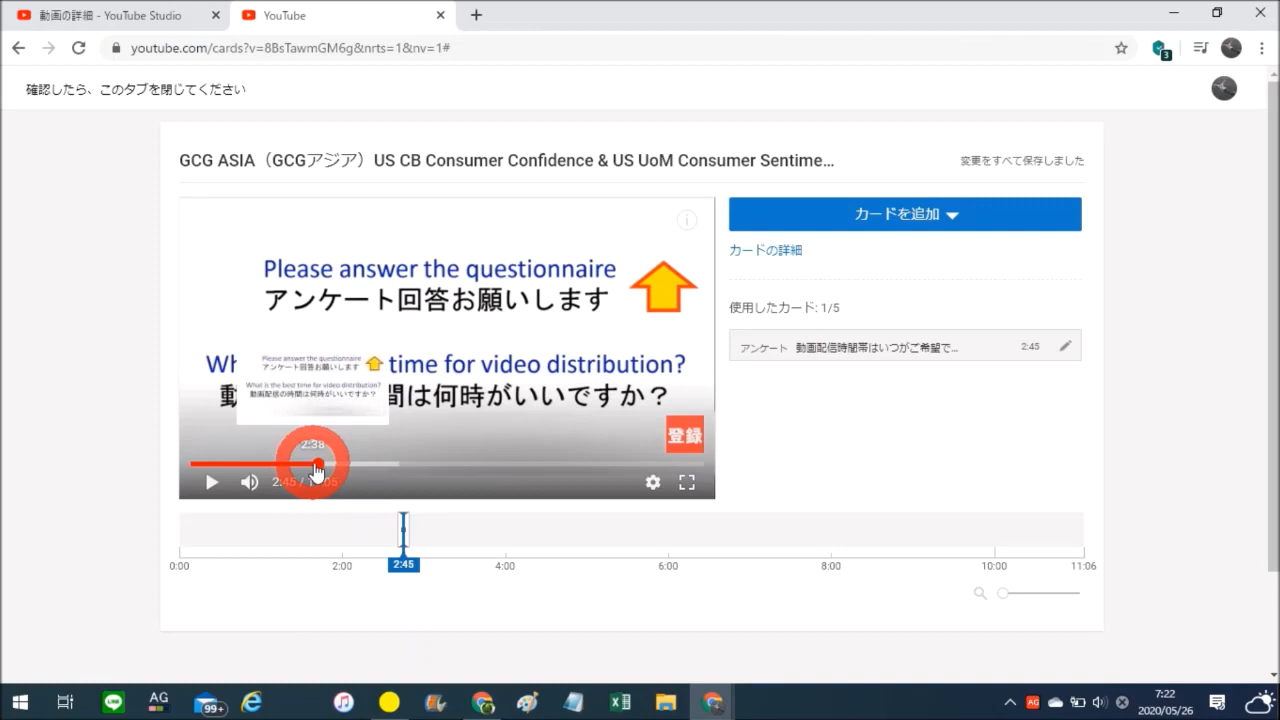 動画の詳細 - YouTube Studio
YouTube
youtube.com/cards?v=8BsTawmGM6g&nrts=1&nv=1#
3
確認したら、このタブを閉じてください
GCG ASIA（GCGアジア）US CB Consumer Confidence & US UoM Consumer Sentime...
変更をすべて保存しました
カードを追加
カードの詳細
Please answer the questionnaire
アンケート回答お願いします
使用したカード: 1/5
アンケート 動画配信時間帯はいつがご希望で... 2:45
time for video distribution?
間は何時がいいですか？
Please answer the questionnaire
アンケート回答お願いします
What is the best time for video distribution?
動画配信の時間は何時がいいですか？
登録
2:38
2:45 /
2:45
0:00 2:00 4:00 6:00 8:00 10:00 11:06
LINE
AG
99+
AG
7:22
2020/05/26